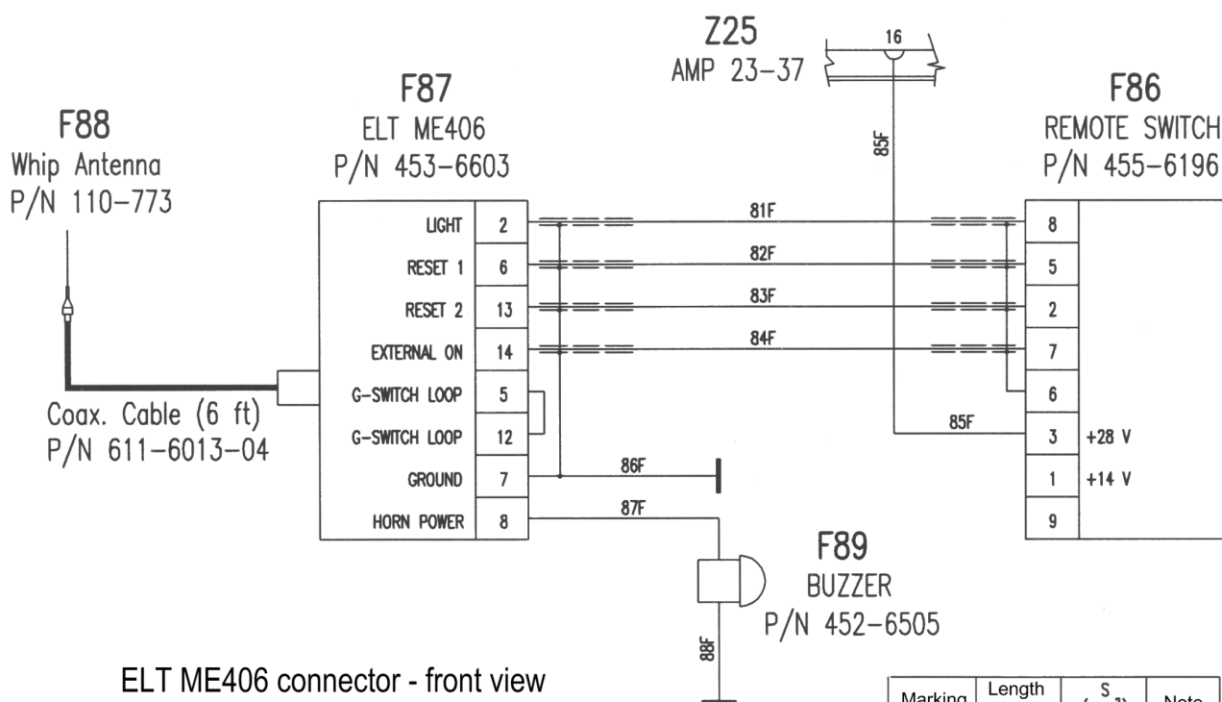 Z25
AMP 23-37
16
85F
F88
Whip Antenna
P/N 110-773
F87
ELT ME406
P/N 453-6603
F86
REMOTE SWITCH
P/N 455-6196
LIGHT 2 81F 8
RESET 1 6 82F 5
RESET 2 13 83F 2
EXTERNAL ON 14 84F 7
G-SWITCH LOOP 5 6
G-SWITCH LOOP 12 85F 3 +28 V
GROUND 7 86F 1 +14 V
HORN POWER 8 87F 9
Coax. Cable (6 ft)
P/N 611-6013-04
F89
BUZZER
P/N 452-6505
88F
ELT ME406 connector - front view
Marking Length S Note